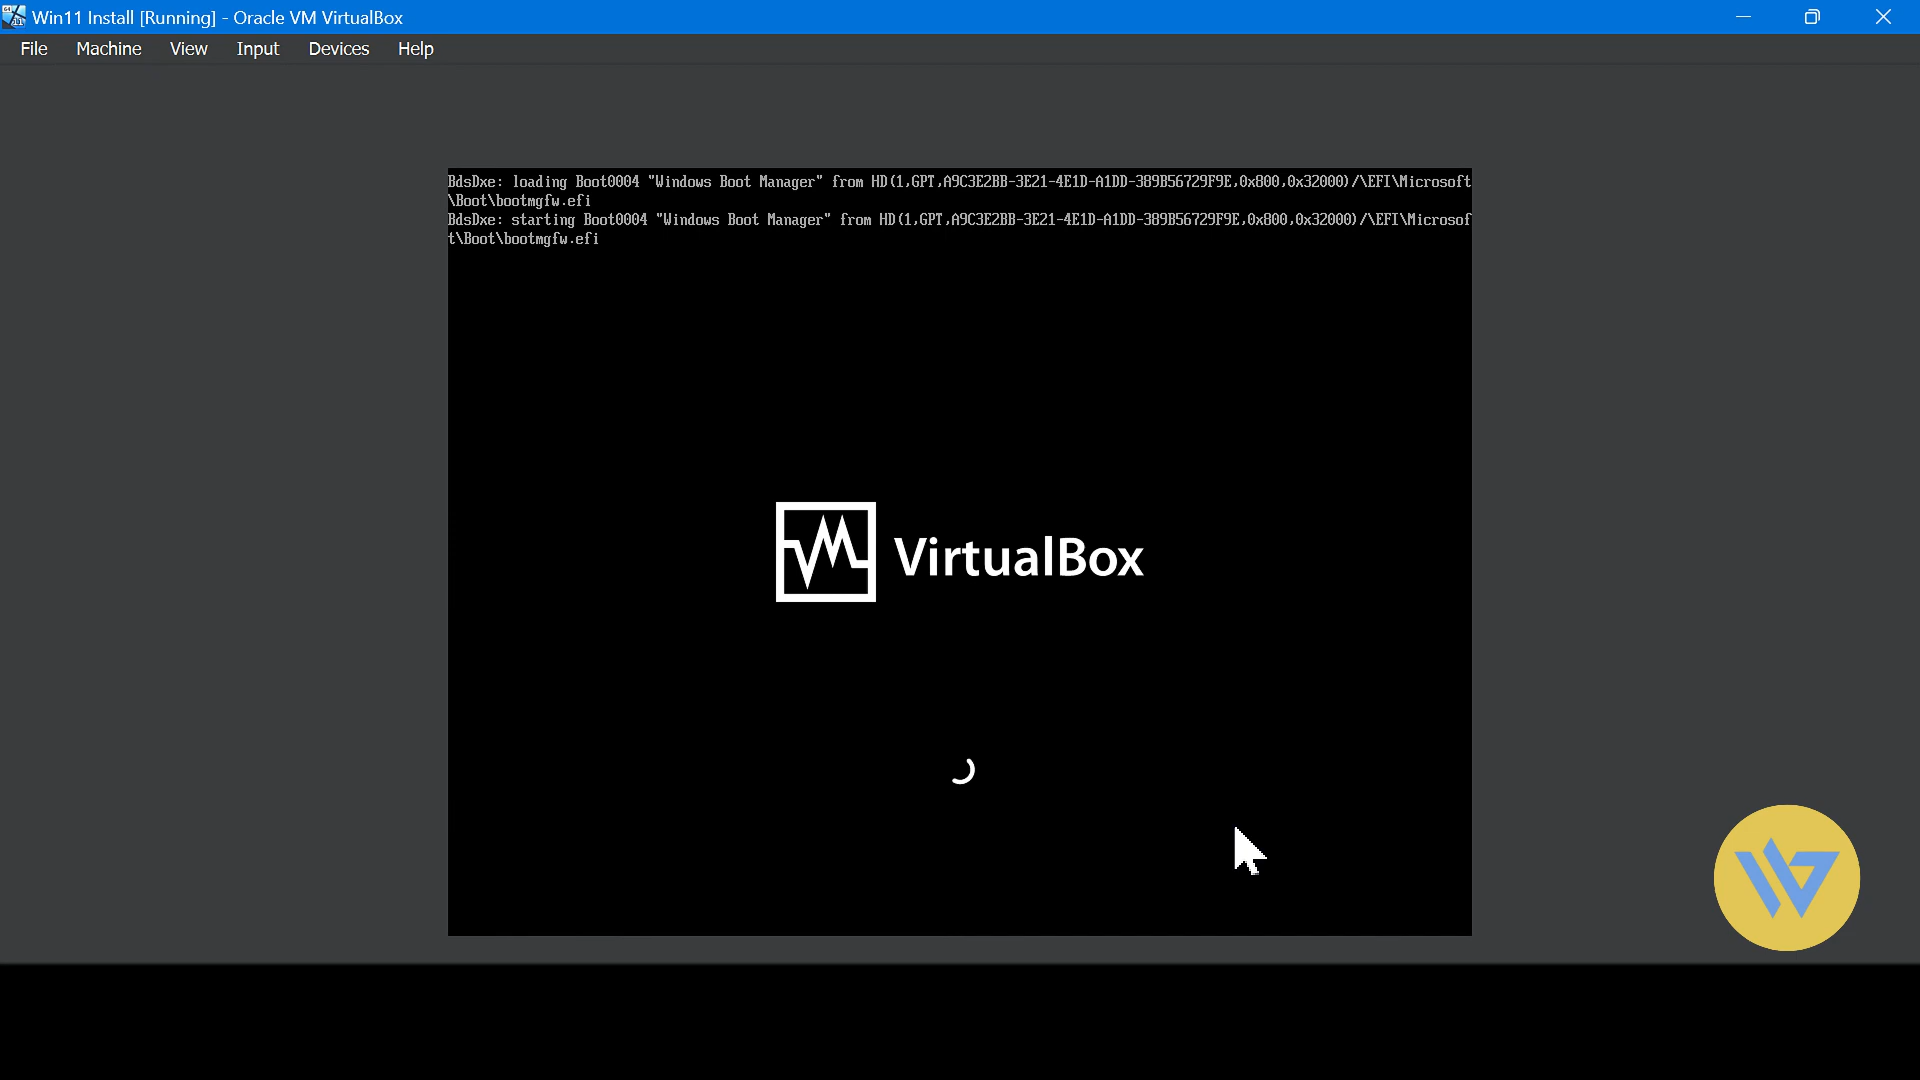 Win11 Install [Running] - Oracle VM VirtualBox
File Machine View Input Devices Help
BdsDxe: loading Boot0004 "Windows Boot Manager" from HD(1,GPT,A9C3E2BB-3E21-4E1D-A1DD-389B56729F9E,0x800,0x32000)/\EFI\Microsoft
\Boot\bootmgfw.efi
BdsDxe: starting Boot0004 "Windows Boot Manager" from HD(1,GPT,A9C3E2BB-3E21-4E1D-A1DD-389B56729F9E,0x800,0x32000)/\EFI\Microsof
t\Boot\bootmgfw.efi
VirtualBox